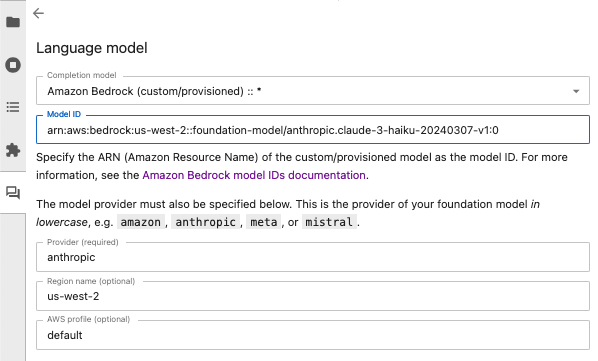 Language model
Completion model
Amazon Bedrock (custom/provisioned) :: *
Model ID
arn:aws:bedrock:us-west-2::foundation-model/anthropic.claude-3-haiku-20240307-v1:0
Specify the ARN (Amazon Resource Name) of the custom/provisioned model as the model ID. For more
information, see the Amazon Bedrock model IDs documentation.
The model provider must also be specified below. This is the provider of your foundation model in
lowercase, e.g. amazon, anthropic, meta, or mistral.
Provider (required)
anthropic
Region name (optional)
us-west-2
AWS profile (optional)
default